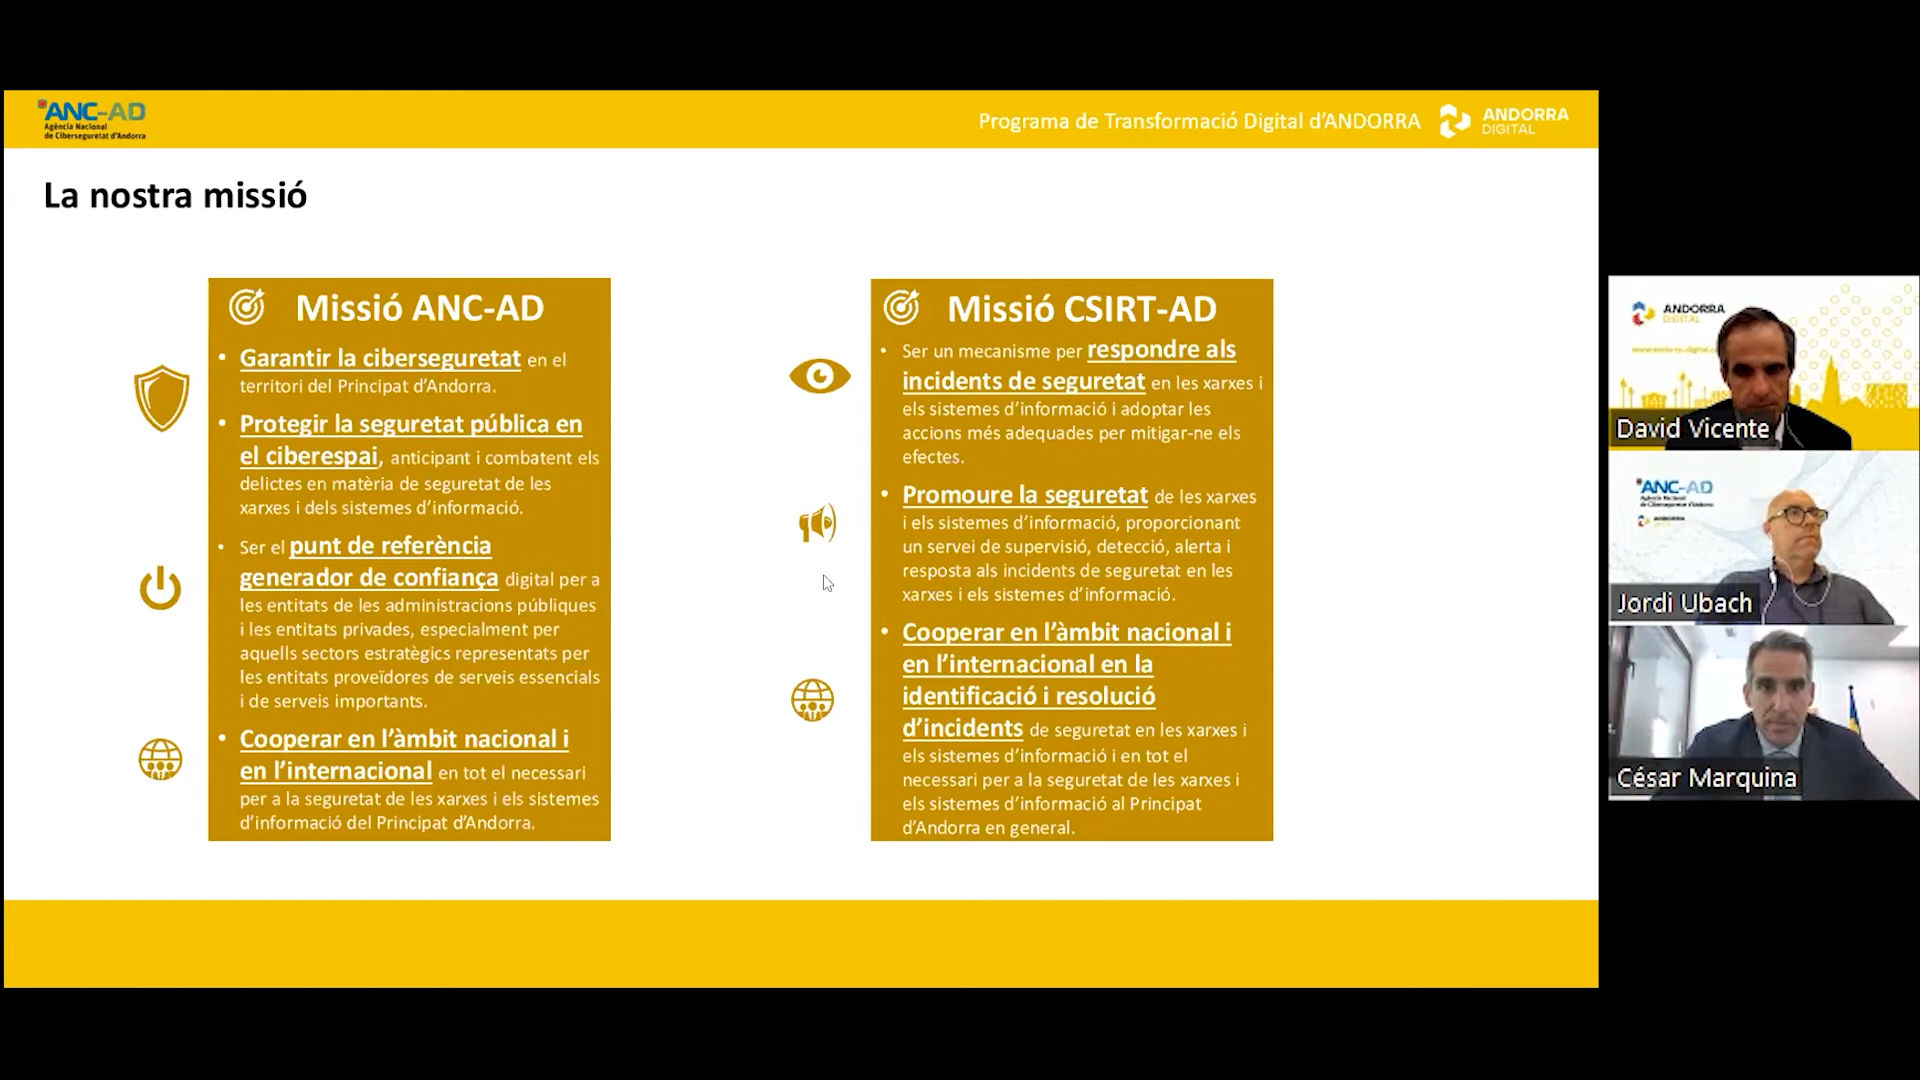 ANC-AD
Agència Nacional
de Ciberseguretat d'Andorra
Programa de Transformació Digital d'ANDORRA
ANDORRA
DIGITAL
La nostra missió
Missió ANC-AD
• Garantir la ciberseguretat en el
territori del Principat d'Andorra.
• Protegir la seguretat pública en
el ciberespai, anticipant i combatent els
delictes en matèria de seguretat de les
xarxes i dels sistemes d'informació.
• Ser el punt de referència
generador de confiança digital per a
les entitats de les administracions públiques
i les entitats privades, especialment per
aquells sectors estratègics representats per
les entitats proveïdores de serveis essencials
i de serveis importants.
• Cooperar en l'àmbit nacional i
en l'internacional en tot el necessari
per a la seguretat de les xarxes i els sistemes
d'informació del Principat d'Andorra.
Missió CSIRT-AD
• Ser un mecanisme per respondre als
incidents de seguretat en les xarxes i
els sistemes d'informació i adoptar les
accions més adequades per mitigar-ne els
efectes.
• Promoure la seguretat de les xarxes
i els sistemes d'informació, proporcionant
un servei de supervisió, detecció, alerta i
resposta als incidents de seguretat en les
xarxes i els sistemes d'informació.
• Cooperar en l'àmbit nacional i
en l'internacional en la
identificació i resolució
d'incidents de seguretat en les xarxes i
els sistemes d'informació i en tot el
necessari per a la seguretat de les xarxes i
els sistemes d'informació al Principat
d'Andorra en general.
ANDORRA
DIGITAL
David Vicente
ANC-AD
Agència Nacional
de Ciberseguretat d'Andorra
ANDORRA
Jordi Ubach
César Marquina